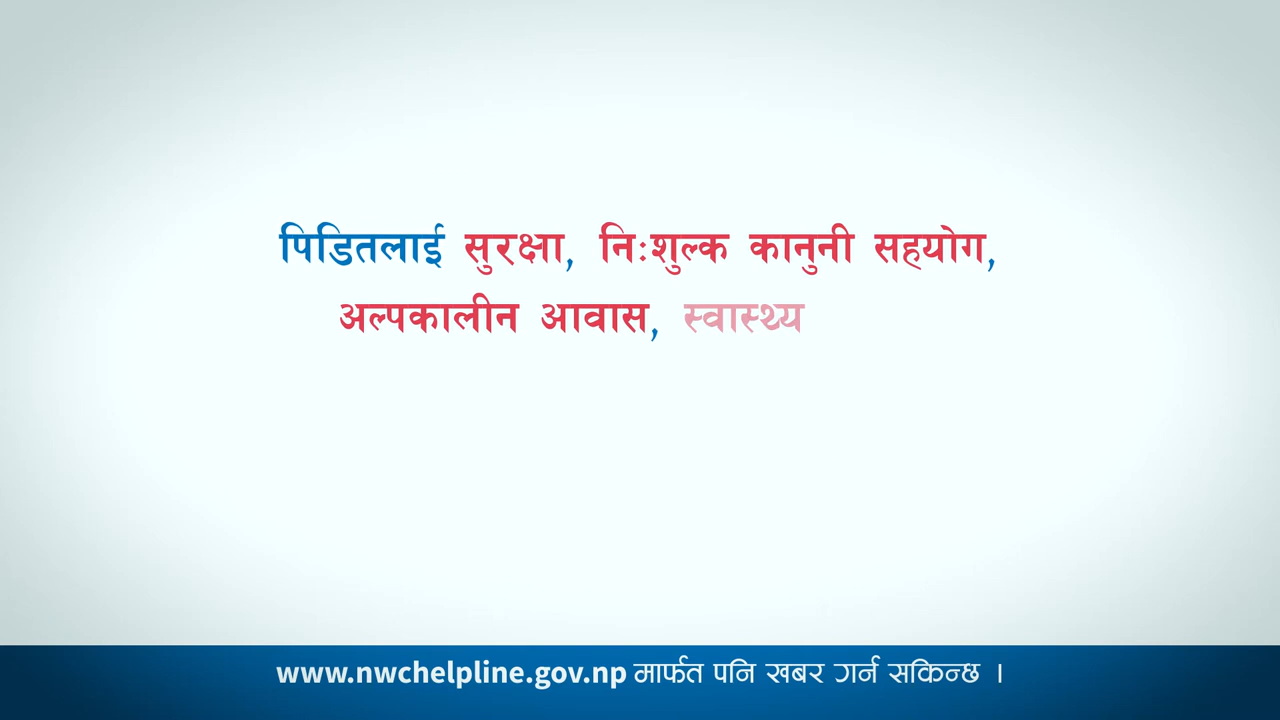 पिडितलाई सुरक्षा, निःशुल्क कानुनी सहयोग,
अल्पकालीन आवास, स्वास्थ्य
www.nwchelpline.gov.np मार्फत पनि खबर गर्न सकिन्छ ।